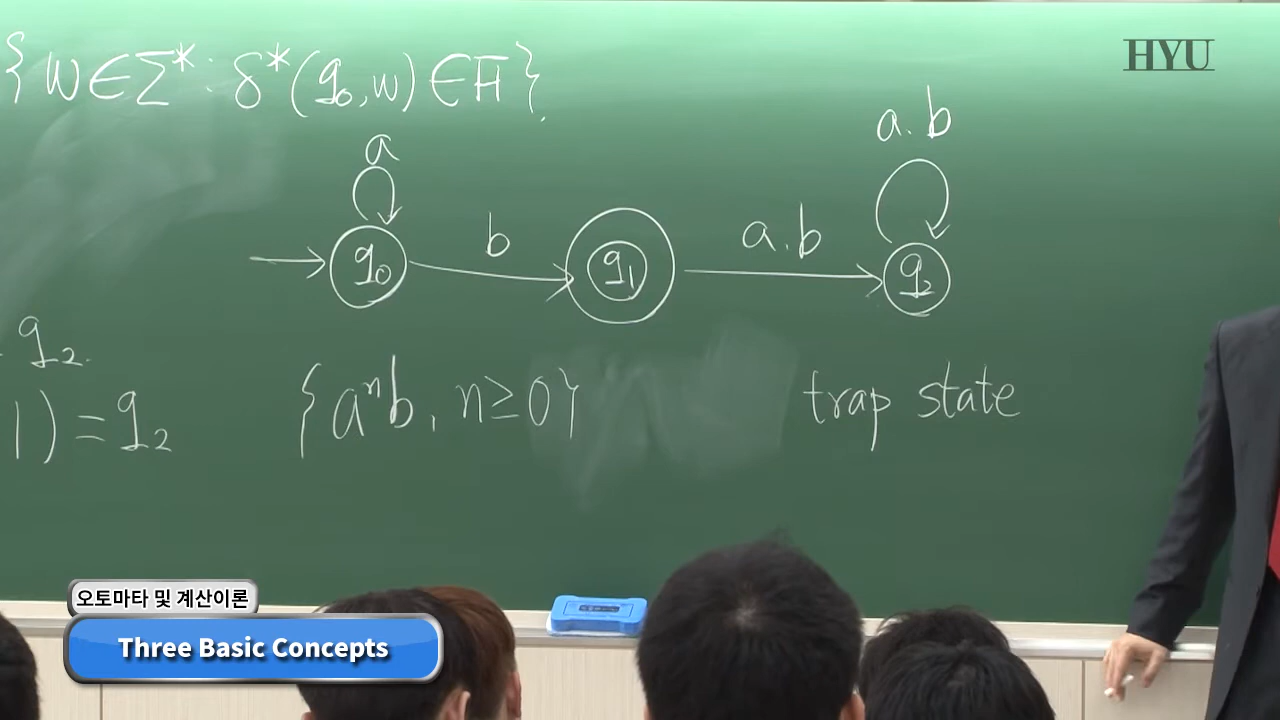 {w∈Σ*: δ*(q₀,w)∈F}.
HYU
a
a.b
b
a.b
q₀
q₁
q₂
. q₂.
1)=q₂
{aⁿb, n≥0}
trap state
오토마타 및 계산이론
Three Basic Concepts